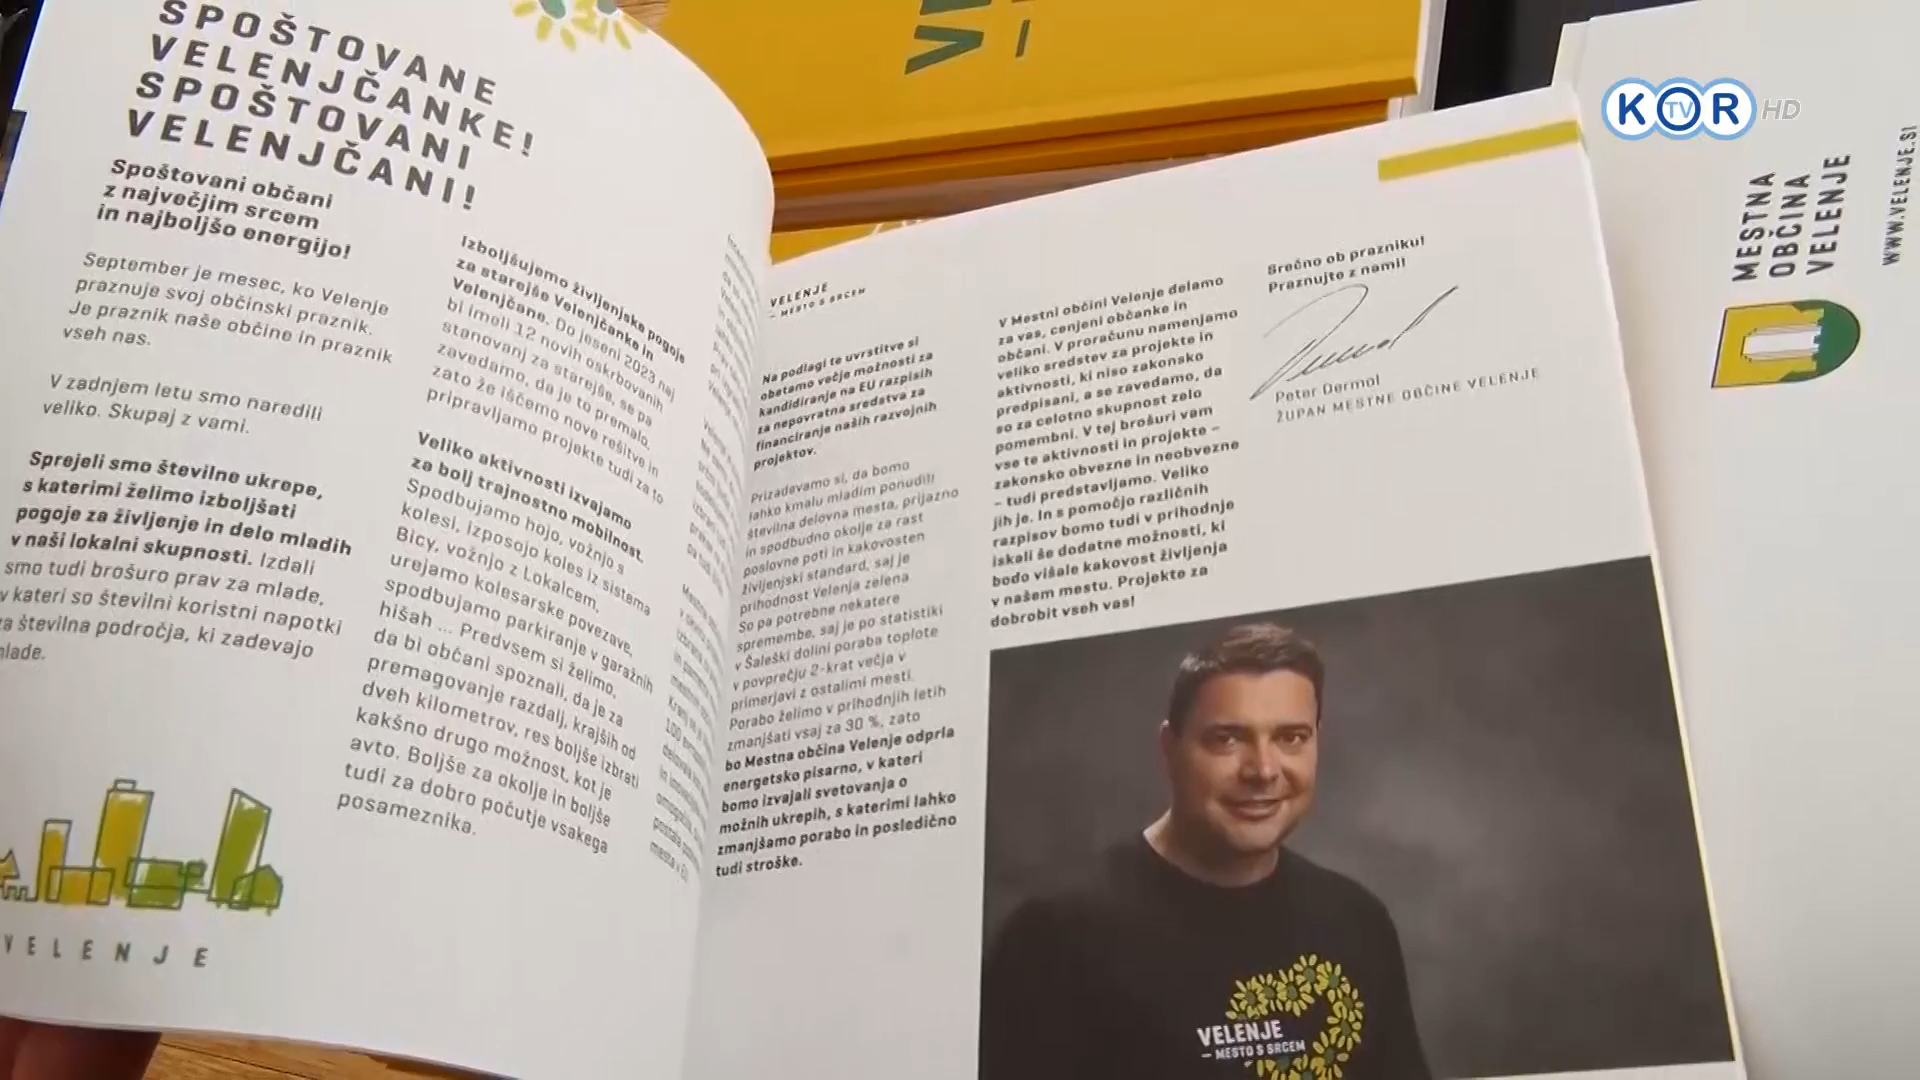 SPOŠTOVANE
VELENJČANKE!
SPOŠTOVANI
VELENJČANI!
Spoštovani občani
z največjim srcem
in najboljšo energijo!
September je mesec, ko Velenje
praznuje svoj občinski praznik.
Je praznik naše občine in praznik
vseh nas.
V zadnjem letu smo naredili
veliko. Skupaj z vami.
Sprejeli smo številne ukrepe,
s katerimi želimo izboljšati
pogoje za življenje in delo mladih
v naši lokalni skupnosti. Izdali
smo tudi brošuro prav za mlade,
v kateri so številni koristni napotki
za številna področja, ki zadevajo
mlade.
VELENJE
Izboljšujemo življenjske pogoje
za starejše Velenjčanke in
Velenjčane. Do jeseni 2023 naj
bi imeli 12 novih oskrbovanih
stanovanj za starejše, se pa
zavedamo, da je to premalo,
zato že iščemo nove rešitve in
pripravljamo projekte tudi za to
Veliko aktivnosti izvajamo
za bolj trajnostno mobilnost.
Spodbujamo hojo, vožnjo s
kolesi, izposojo koles iz sistema
Bicy, vožnjo z Lokalcem,
urejamo kolesarske povezave,
spodbujamo parkiranje v garažnih
hišah ... Predvsem si želimo,
da bi občani spoznali, da je za
premagovanje razdalj, krajših od
dveh kilometrov, res boljše izbrati
kakšno drugo možnost, kot je
avto. Boljše za okolje in boljše
tudi za dobro počutje vsakega
posameznika.
VELENJE
– MESTO S SRCEM
Na podlagi te uvrstitve si
obetamo večje možnosti za
kandidiranje na EU razpisih
za nepovratna sredstva za
financiranje naših razvojnih
projektov.
Prizadevamo si, da bomo
lahko kmalu mladim ponudili
številna delovna mesta, prijazno
in spodbudno okolje za rast
poslovne poti in kakovosten
življenjski standard, saj je
prihodnost Velenja zelena.
So pa potrebne nekatere
spremembe, saj je po statistiki
v Šaleški dolini poraba toplote
v povprečju 2-krat večja v
primerjavi z ostalimi mesti.
Porabo želimo v prihodnjih letih
zmanjšati vsaj za 30 %, zato
bo Mestna občina Velenje odprla
energetsko pisarno, v kateri
bomo izvajali svetovanja o
možnih ukrepih, s katerimi lahko
zmanjšamo porabo in posledično
tudi stroške.
V Mestni občini Velenje delamo
za vas, cenjeni občanke in
občani. V proračunu namenjamo
veliko sredstev za projekte in
aktivnosti, ki niso zakonsko
predpisani, a se zavedamo, da
so za celotno skupnost zelo
pomembni. V tej brošuri vam
vse te aktivnosti in projekte –
zakonsko obvezne in neobvezne
– tudi predstavljamo. Veliko
jih je. In s pomočjo različnih
razpisov bomo tudi v prihodnje
iskali še dodatne možnosti, ki
bodo višale kakovost življenja
v našem mestu. Projekte za
dobrobit vseh vas!
Srečno ob prazniku!
Praznujte z nami!
Peter Dermol
ŽUPAN MESTNE OBČINE VELENJE
VELENJE
– MESTO S SRCEM
KTVOR HD
MESTNA
OBČINA
VELENJE
WWW.VELENJE.SI